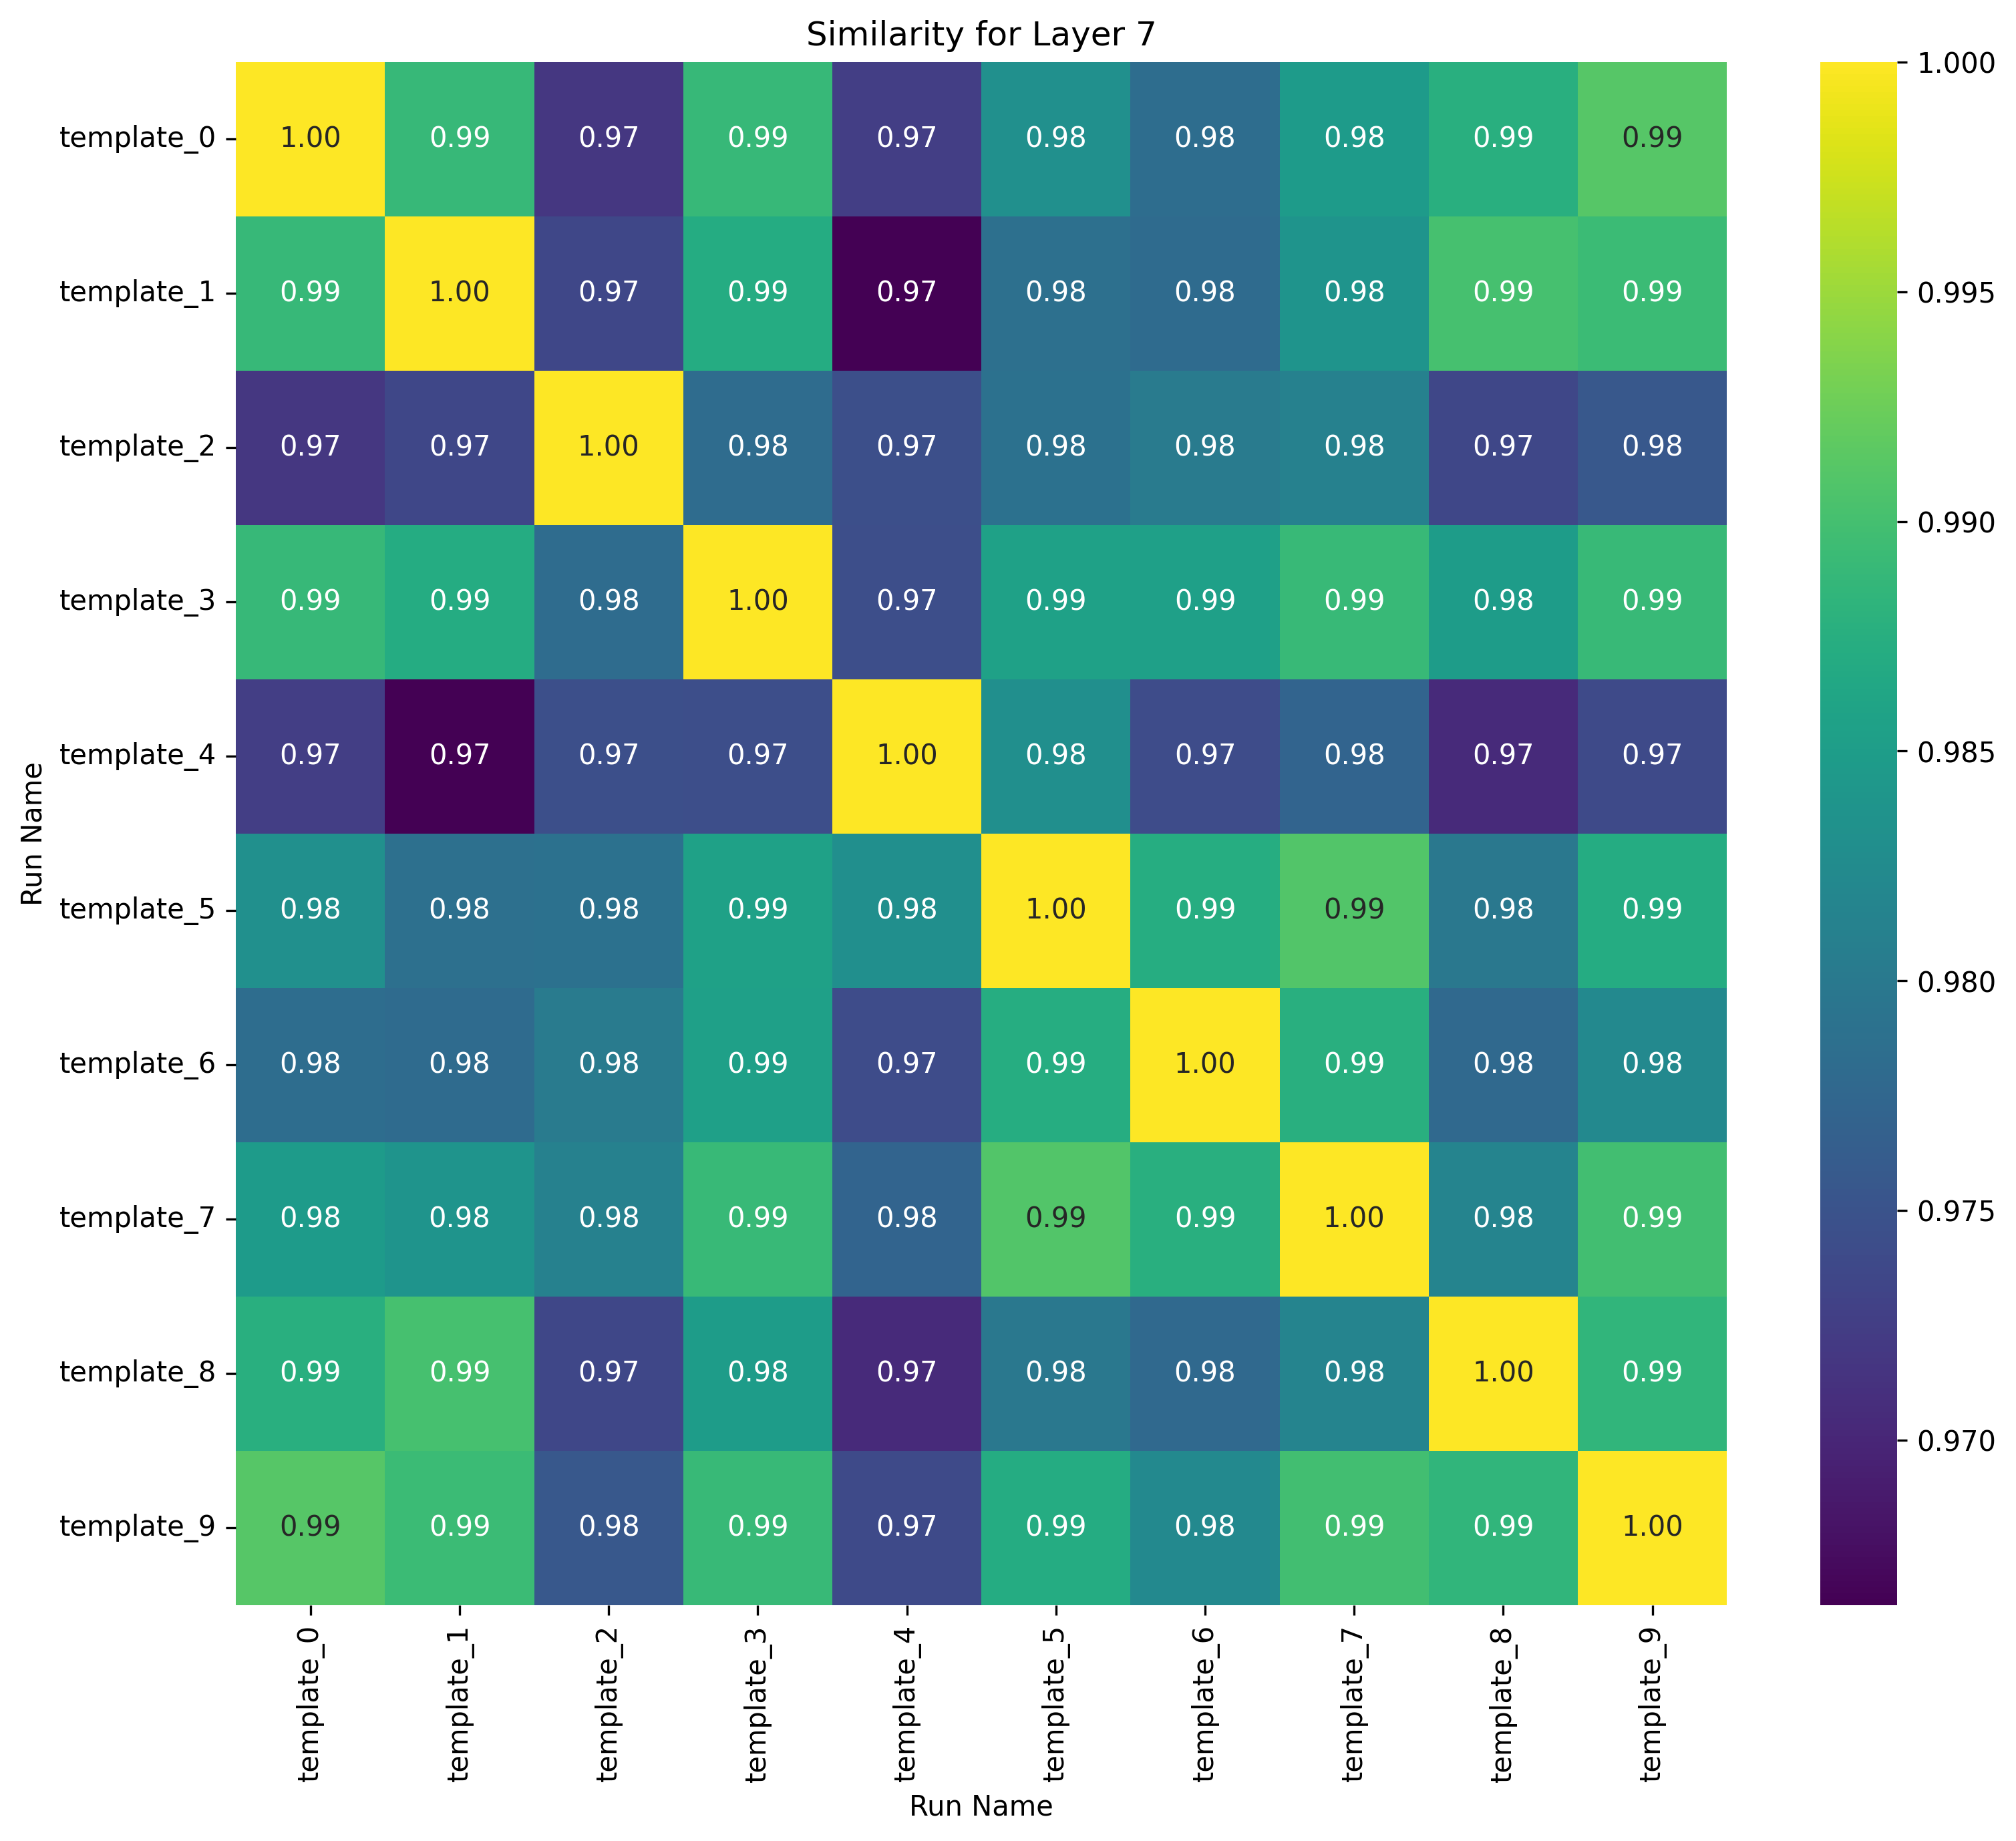 Similarity for Layer 7
template_0 1.00 0.99 0.97 0.99 0.97 0.98 0.98 0.98 0.99 0.99
template_1 0.99 1.00 0.97 0.99 0.97 0.98 0.98 0.98 0.99 0.99
template_2 0.97 0.97 1.00 0.98 0.97 0.98 0.98 0.98 0.97 0.98
template_3 0.99 0.99 0.98 1.00 0.97 0.99 0.99 0.99 0.98 0.99
template_4 0.97 0.97 0.97 0.97 1.00 0.98 0.97 0.98 0.97 0.97
template_5 0.98 0.98 0.98 0.99 0.98 1.00 0.99 0.99 0.98 0.99
template_6 0.98 0.98 0.98 0.99 0.97 0.99 1.00 0.99 0.98 0.98
template_7 0.98 0.98 0.98 0.99 0.98 0.99 0.99 1.00 0.98 0.99
template_8 0.99 0.99 0.97 0.98 0.97 0.98 0.98 0.98 1.00 0.99
template_9 0.99 0.99 0.98 0.99 0.97 0.99 0.98 0.99 0.99 1.00
template_0 template_1 template_2 template_3 template_4 template_5 template_6 template_7 template_8 template_9
Run Name
Run Name
1.000
0.995
0.990
0.985
0.980
0.975
0.970